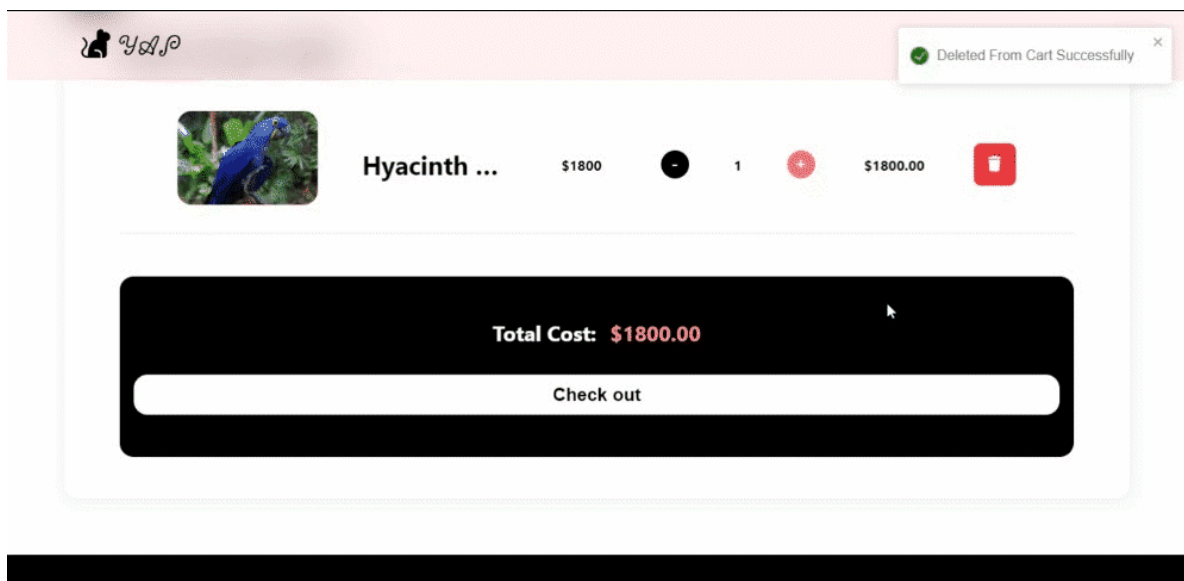 YAP
Deleted From Cart Successfully ×
Hyacinth ... $1800 - 1 + $1800.00
Total Cost: $1800.00
Check out